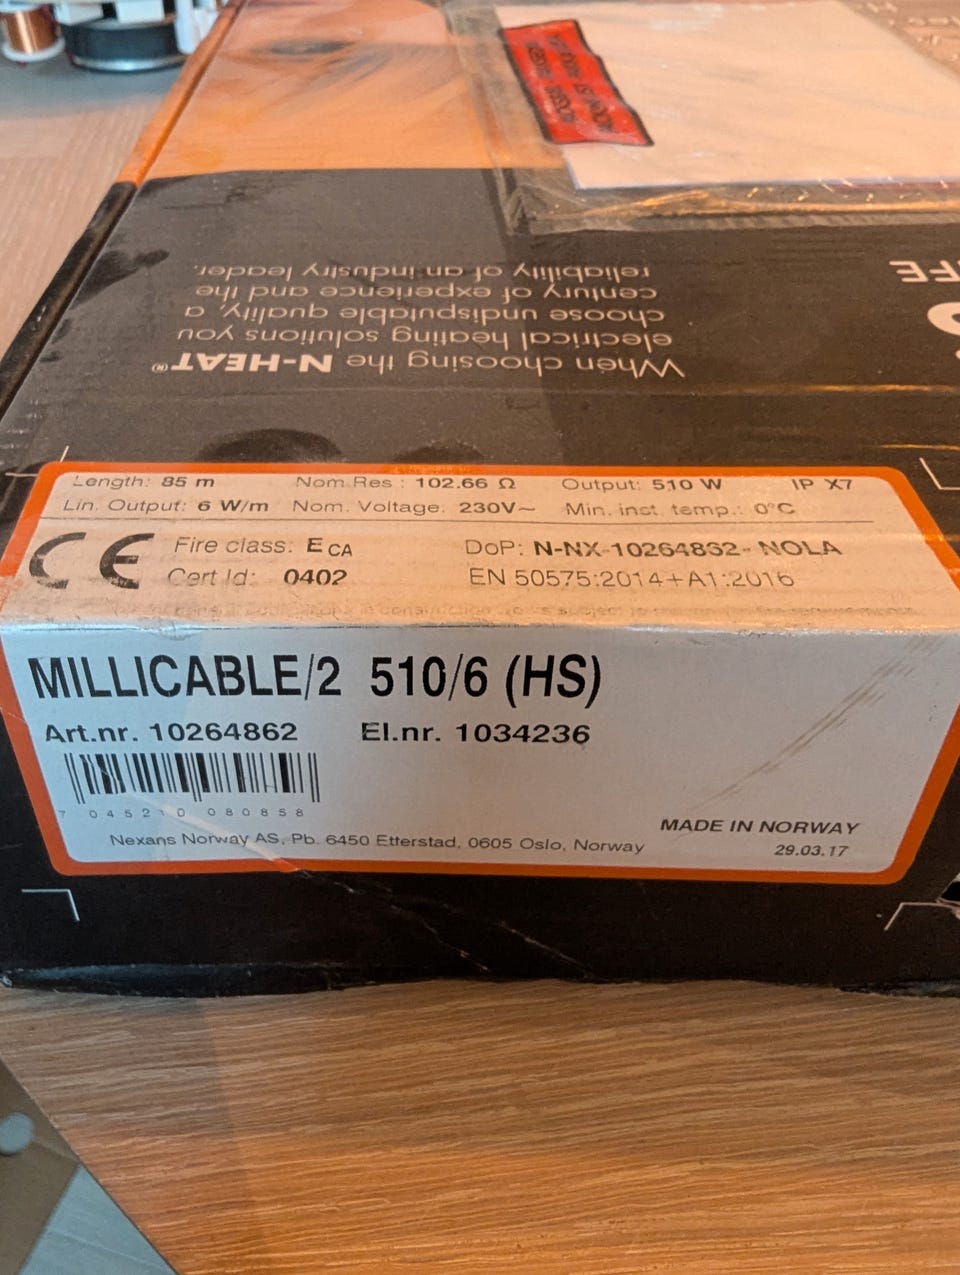 FE
When choosing the N-HEAT®
electrical heating solutions you
choose undisputable quality, a
century of experience and the
reliability of an industry leader.
Length: 85 m Nom.Res : 102.66 Ω Output: 510 W IP X7
Lin. Output: 6 W/m Nom. Voltage: 230V~ Min. inst. temp.: 0°C
CE Fire class: E CA DoP: N-NX-10264862- NOLA
Cert Id: 0402 EN 50575:2014+A1:2016
MILLICABLE/2 510/6 (HS)
Art.nr. 10264862 El.nr. 1034236
7 045210 080858
Nexans Norway AS, Pb. 6450 Etterstad, 0605 Oslo, Norway
MADE IN NORWAY
29.03.17